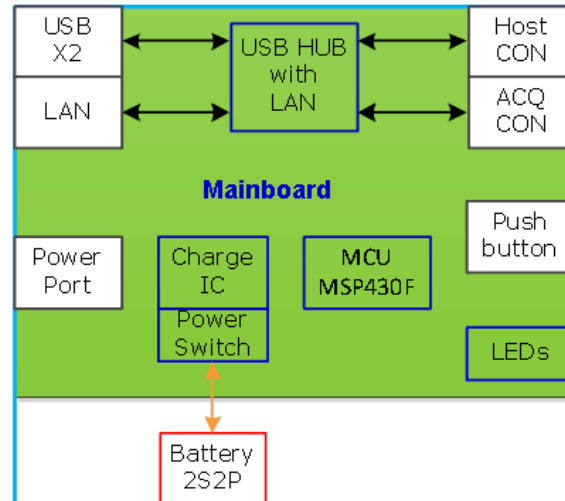 USB
X2
USB HUB
with
LAN
Host
CON
LAN
ACQ
CON
Mainboard
Push
button
Power
Port
Charge
IC
MCU
MSP430F
Power
Switch
LEDs
Battery
2S2P